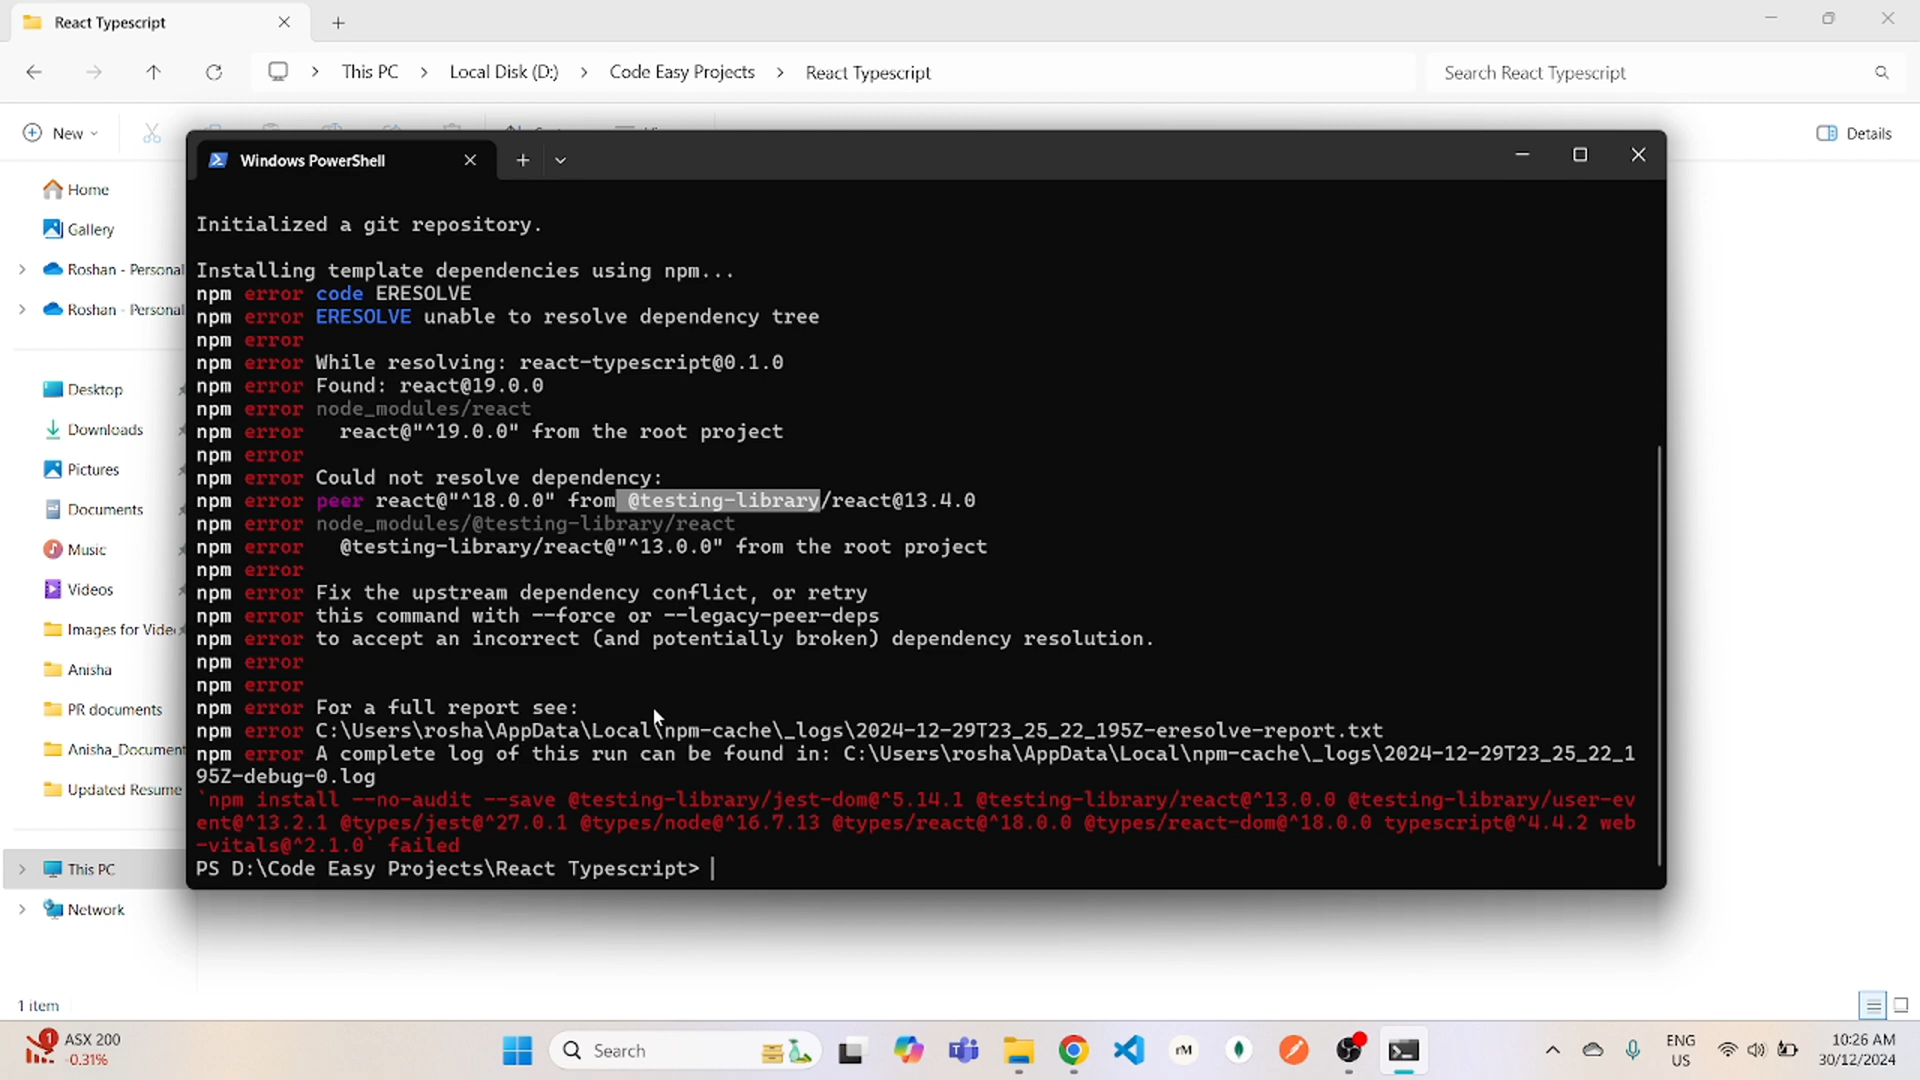 React Typescript
This PC
Local Disk (D:)
Code Easy Projects
React Typescript
Search React Typescript
New
Details
Windows PowerShell
Home
Gallery
Roshan - Personal
Roshan - Personal
Desktop
Downloads
Pictures
Documents
Music
Videos
Images for Vide
Anisha
PR documents
Anisha_Document
Updated Resume
This PC
Network
Initialized a git repository.
Installing template dependencies using npm...
npm error code ERESOLVE
npm error ERESOLVE unable to resolve dependency tree
npm error
npm error While resolving: react-typescript@0.1.0
npm error Found: react@19.0.0
npm error node_modules/react
npm error   react@"^19.0.0" from the root project
npm error
npm error Could not resolve dependency:
npm error peer react@"^18.0.0" from @testing-library/react@13.4.0
npm error node_modules/@testing-library/react
npm error   @testing-library/react@"^13.0.0" from the root project
npm error
npm error Fix the upstream dependency conflict, or retry
npm error this command with --force or --legacy-peer-deps
npm error to accept an incorrect (and potentially broken) dependency resolution.
npm error
npm error
npm error For a full report see:
npm error C:\Users\rosha\AppData\Local\npm-cache\_logs\2024-12-29T23_25_22_195Z-eresolve-report.txt
npm error A complete log of this run can be found in: C:\Users\rosha\AppData\Local\npm-cache\_logs\2024-12-29T23_25_22_1
95Z-debug-0.log
`npm install --no-audit --save @testing-library/jest-dom@^5.14.1 @testing-library/react@^13.0.0 @testing-library/user-ev
ent@^13.2.1 @types/jest@^27.0.1 @types/node@^16.7.13 @types/react@^18.0.0 @types/react-dom@^18.0.0 typescript@^4.4.2 web
-vitals@^2.1.0` failed
PS D:\Code Easy Projects\React Typescript>
1 item
1
ASX 200
-0.31%
Search
rM
ENG
US
10:26 AM
30/12/2024